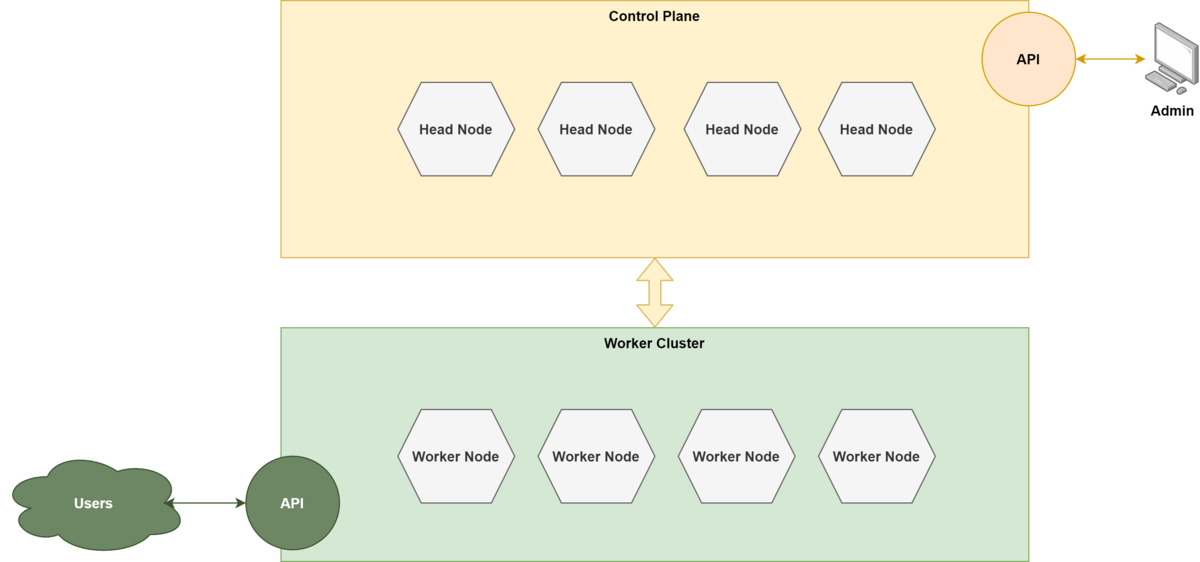 Control Plane
API
Head Node
Head Node
Head Node
Head Node
Admin
Worker Cluster
Worker Node
Worker Node
Worker Node
Worker Node
Users
API